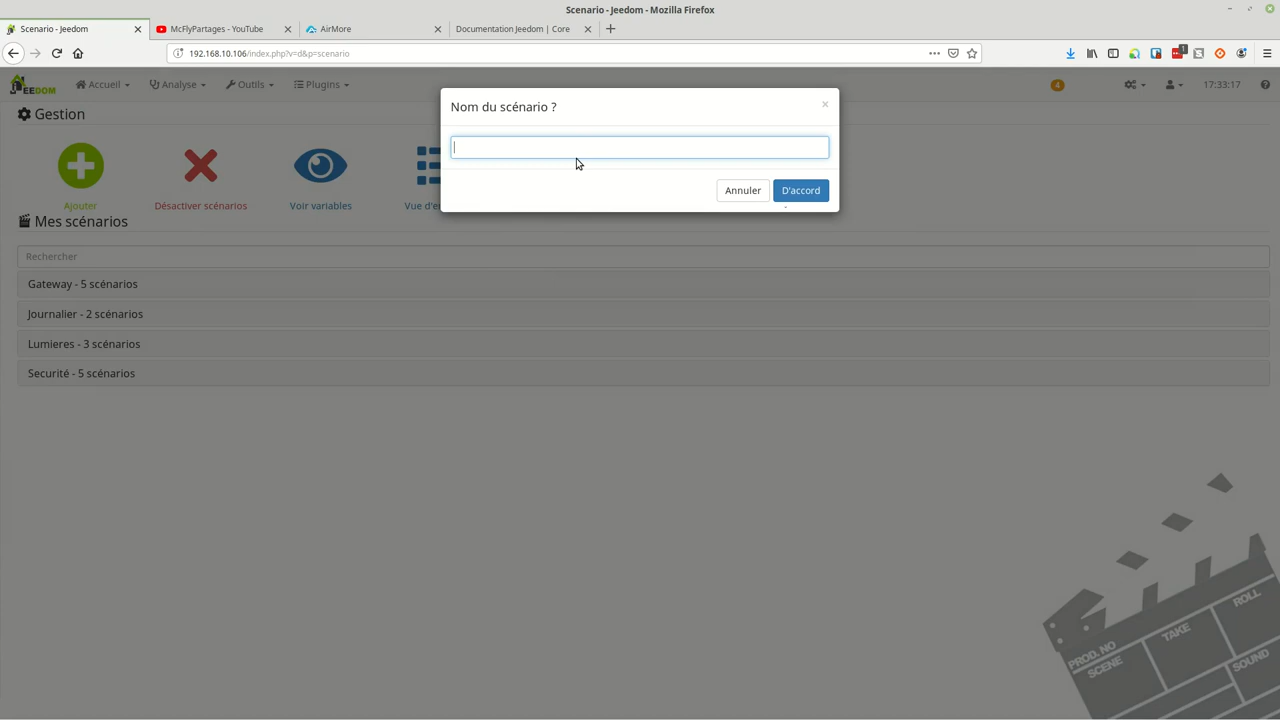 Scenario - Jeedom - Mozilla Firefox
Scenario - Jeedom
McFlyPartages - YouTube
AirMore
Documentation Jeedom | Core
192.168.10.106/index.php?v=d&p=scenario
1
JEEDOM
Accueil
Analyse
Outils
Plugins
4
17:33:17
Gestion
Nom du scénario ?
×
Annuler
D'accord
Ajouter
Désactiver scénarios
Voir variables
Mes scénarios
Rechercher
Gateway - 5 scénarios
Journalier - 2 scénarios
Lumieres - 3 scénarios
Securité - 5 scénarios
PROD. NO
SCENE
TAKE
ROLL
SOUND